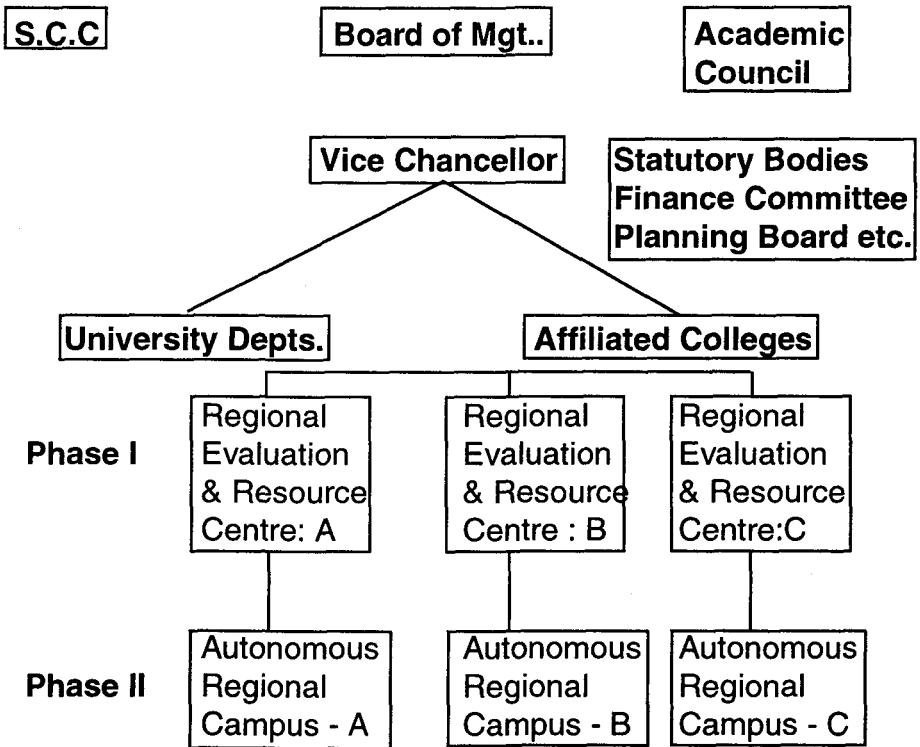 S.C.C
Board of Mgt..
Academic
Council
Vice Chancellor
Statutory Bodies
Finance Committee
Planning Board etc.
University Depts.
Affiliated Colleges
Phase I
Regional
Evaluation
& Resource
Centre: A
Regional
Evaluation
& Resource
Centre : B
Regional
Evaluation
& Resource
Centre:C
Phase II
Autonomous
Regional
Campus - A
Autonomous
Regional
Campus - B
Autonomous
Regional
Campus - C